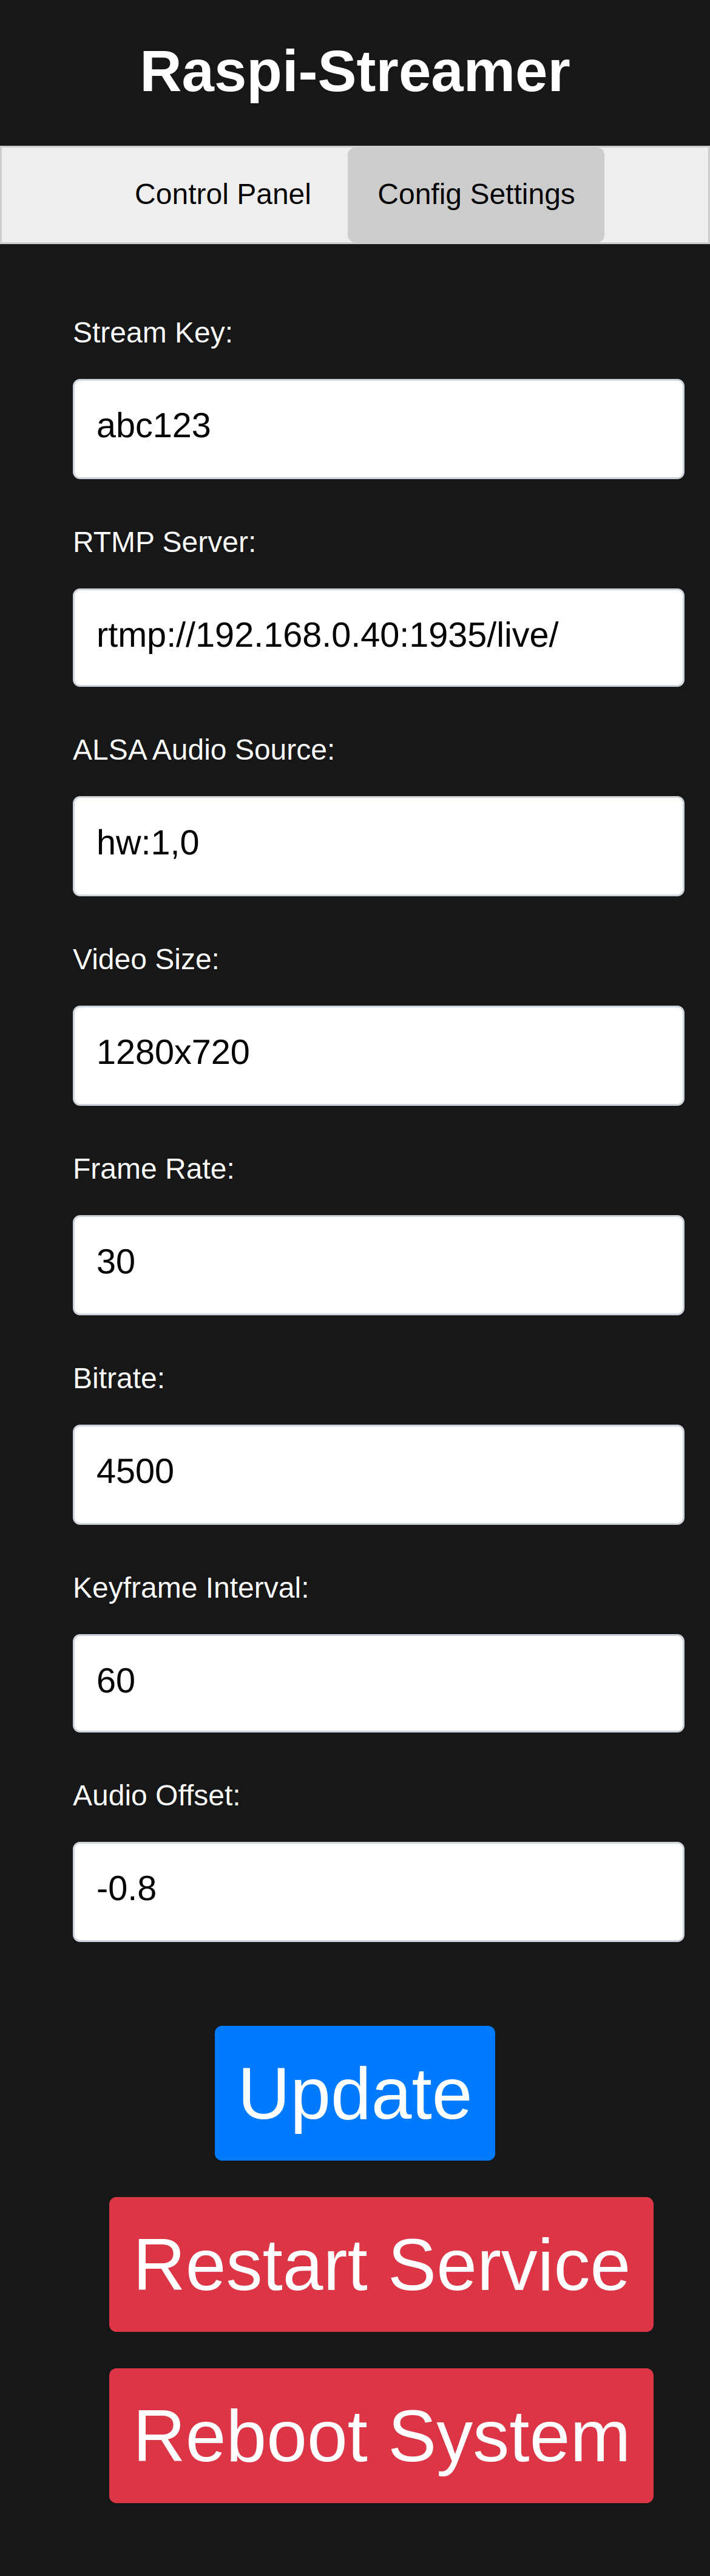 Raspi-Streamer
Control Panel
Config Settings
Stream Key:
abc123
RTMP Server:
rtmp://192.168.0.40:1935/live/
ALSA Audio Source:
hw:1,0
Video Size:
1280x720
Frame Rate:
30
Bitrate:
4500
Keyframe Interval:
60
Audio Offset:
-0.8
Update
Restart Service
Reboot System